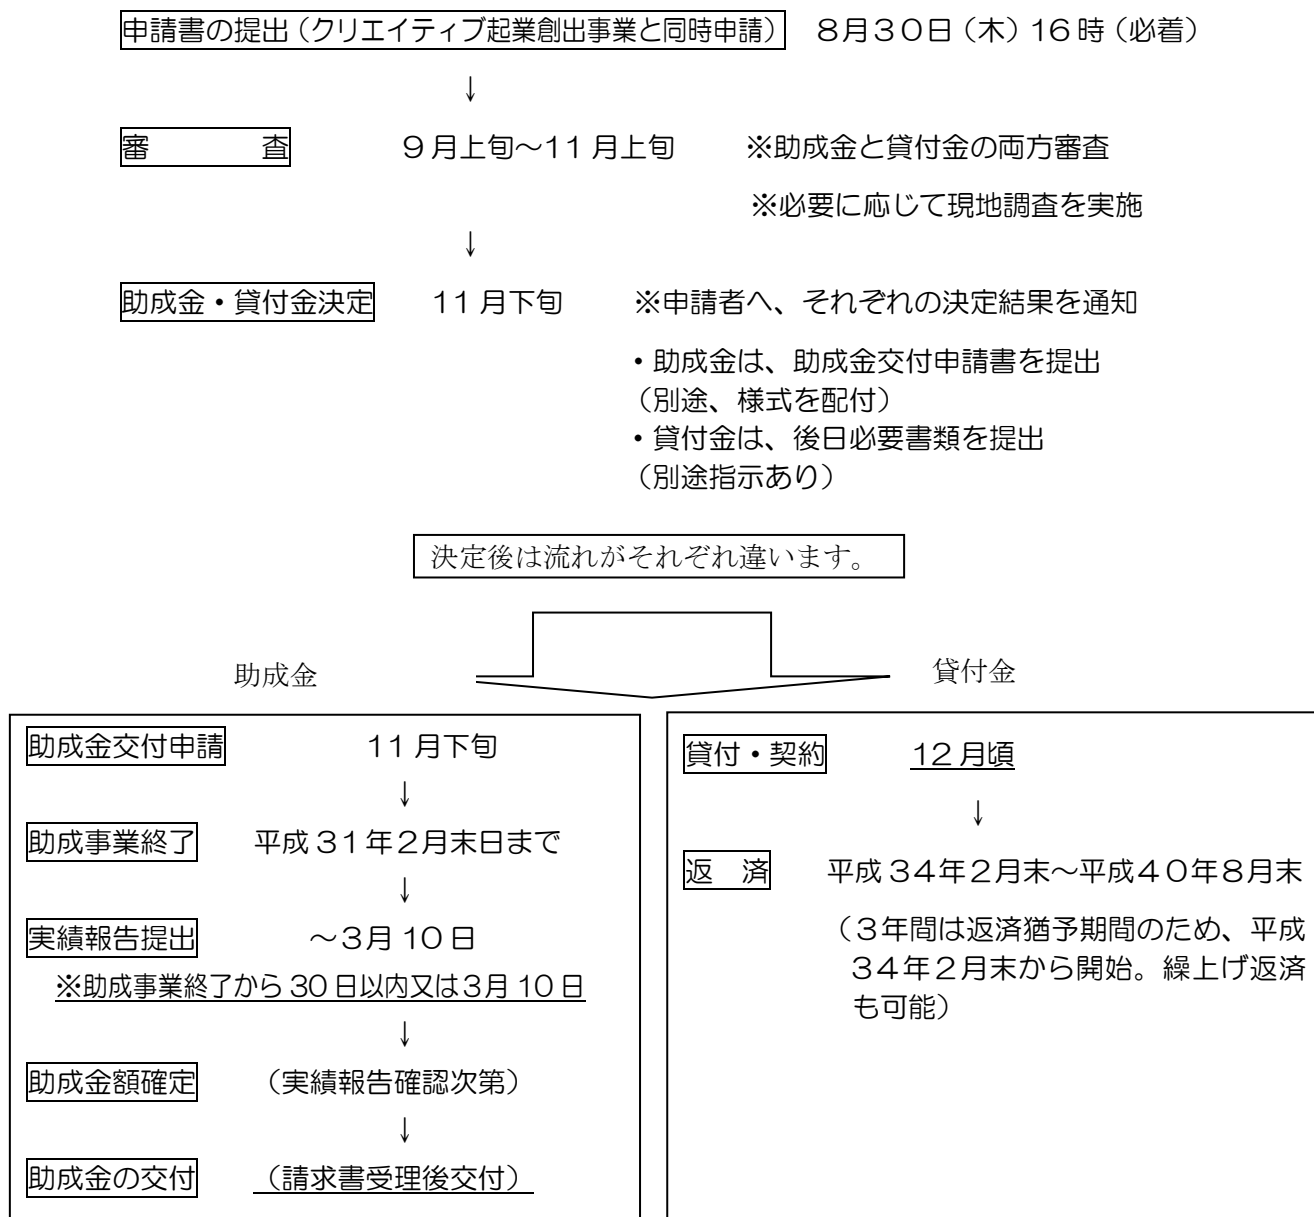 申請書の提出（クリエイティブ起業創出事業と同時申請） ８月３０日（木）16時（必着）
↓
審　　　　査 ９月上旬～11月上旬 ※助成金と貸付金の両方審査
※必要に応じて現地調査を実施
↓
助成金・貸付金決定 11月下旬 ※申請者へ、それぞれの決定結果を通知
・助成金は、助成金交付申請書を提出
（別途、様式を配付）
・貸付金は、後日必要書類を提出
（別途指示あり）
決定後は流れがそれぞれ違います。
助成金
貸付金
助成金交付申請 11月下旬
↓
助成事業終了 平成31年２月末日まで
↓
実績報告提出 ～３月10日
※助成事業終了から30日以内又は３月10日
↓
助成金額確定 （実績報告確認次第）
↓
助成金の交付 （請求書受理後交付）
貸付・契約 12月頃
↓
返　済 平成34年２月末～平成４０年８月末
（３年間は返済猶予期間のため、平成
34年２月末から開始。繰上げ返済
も可能）